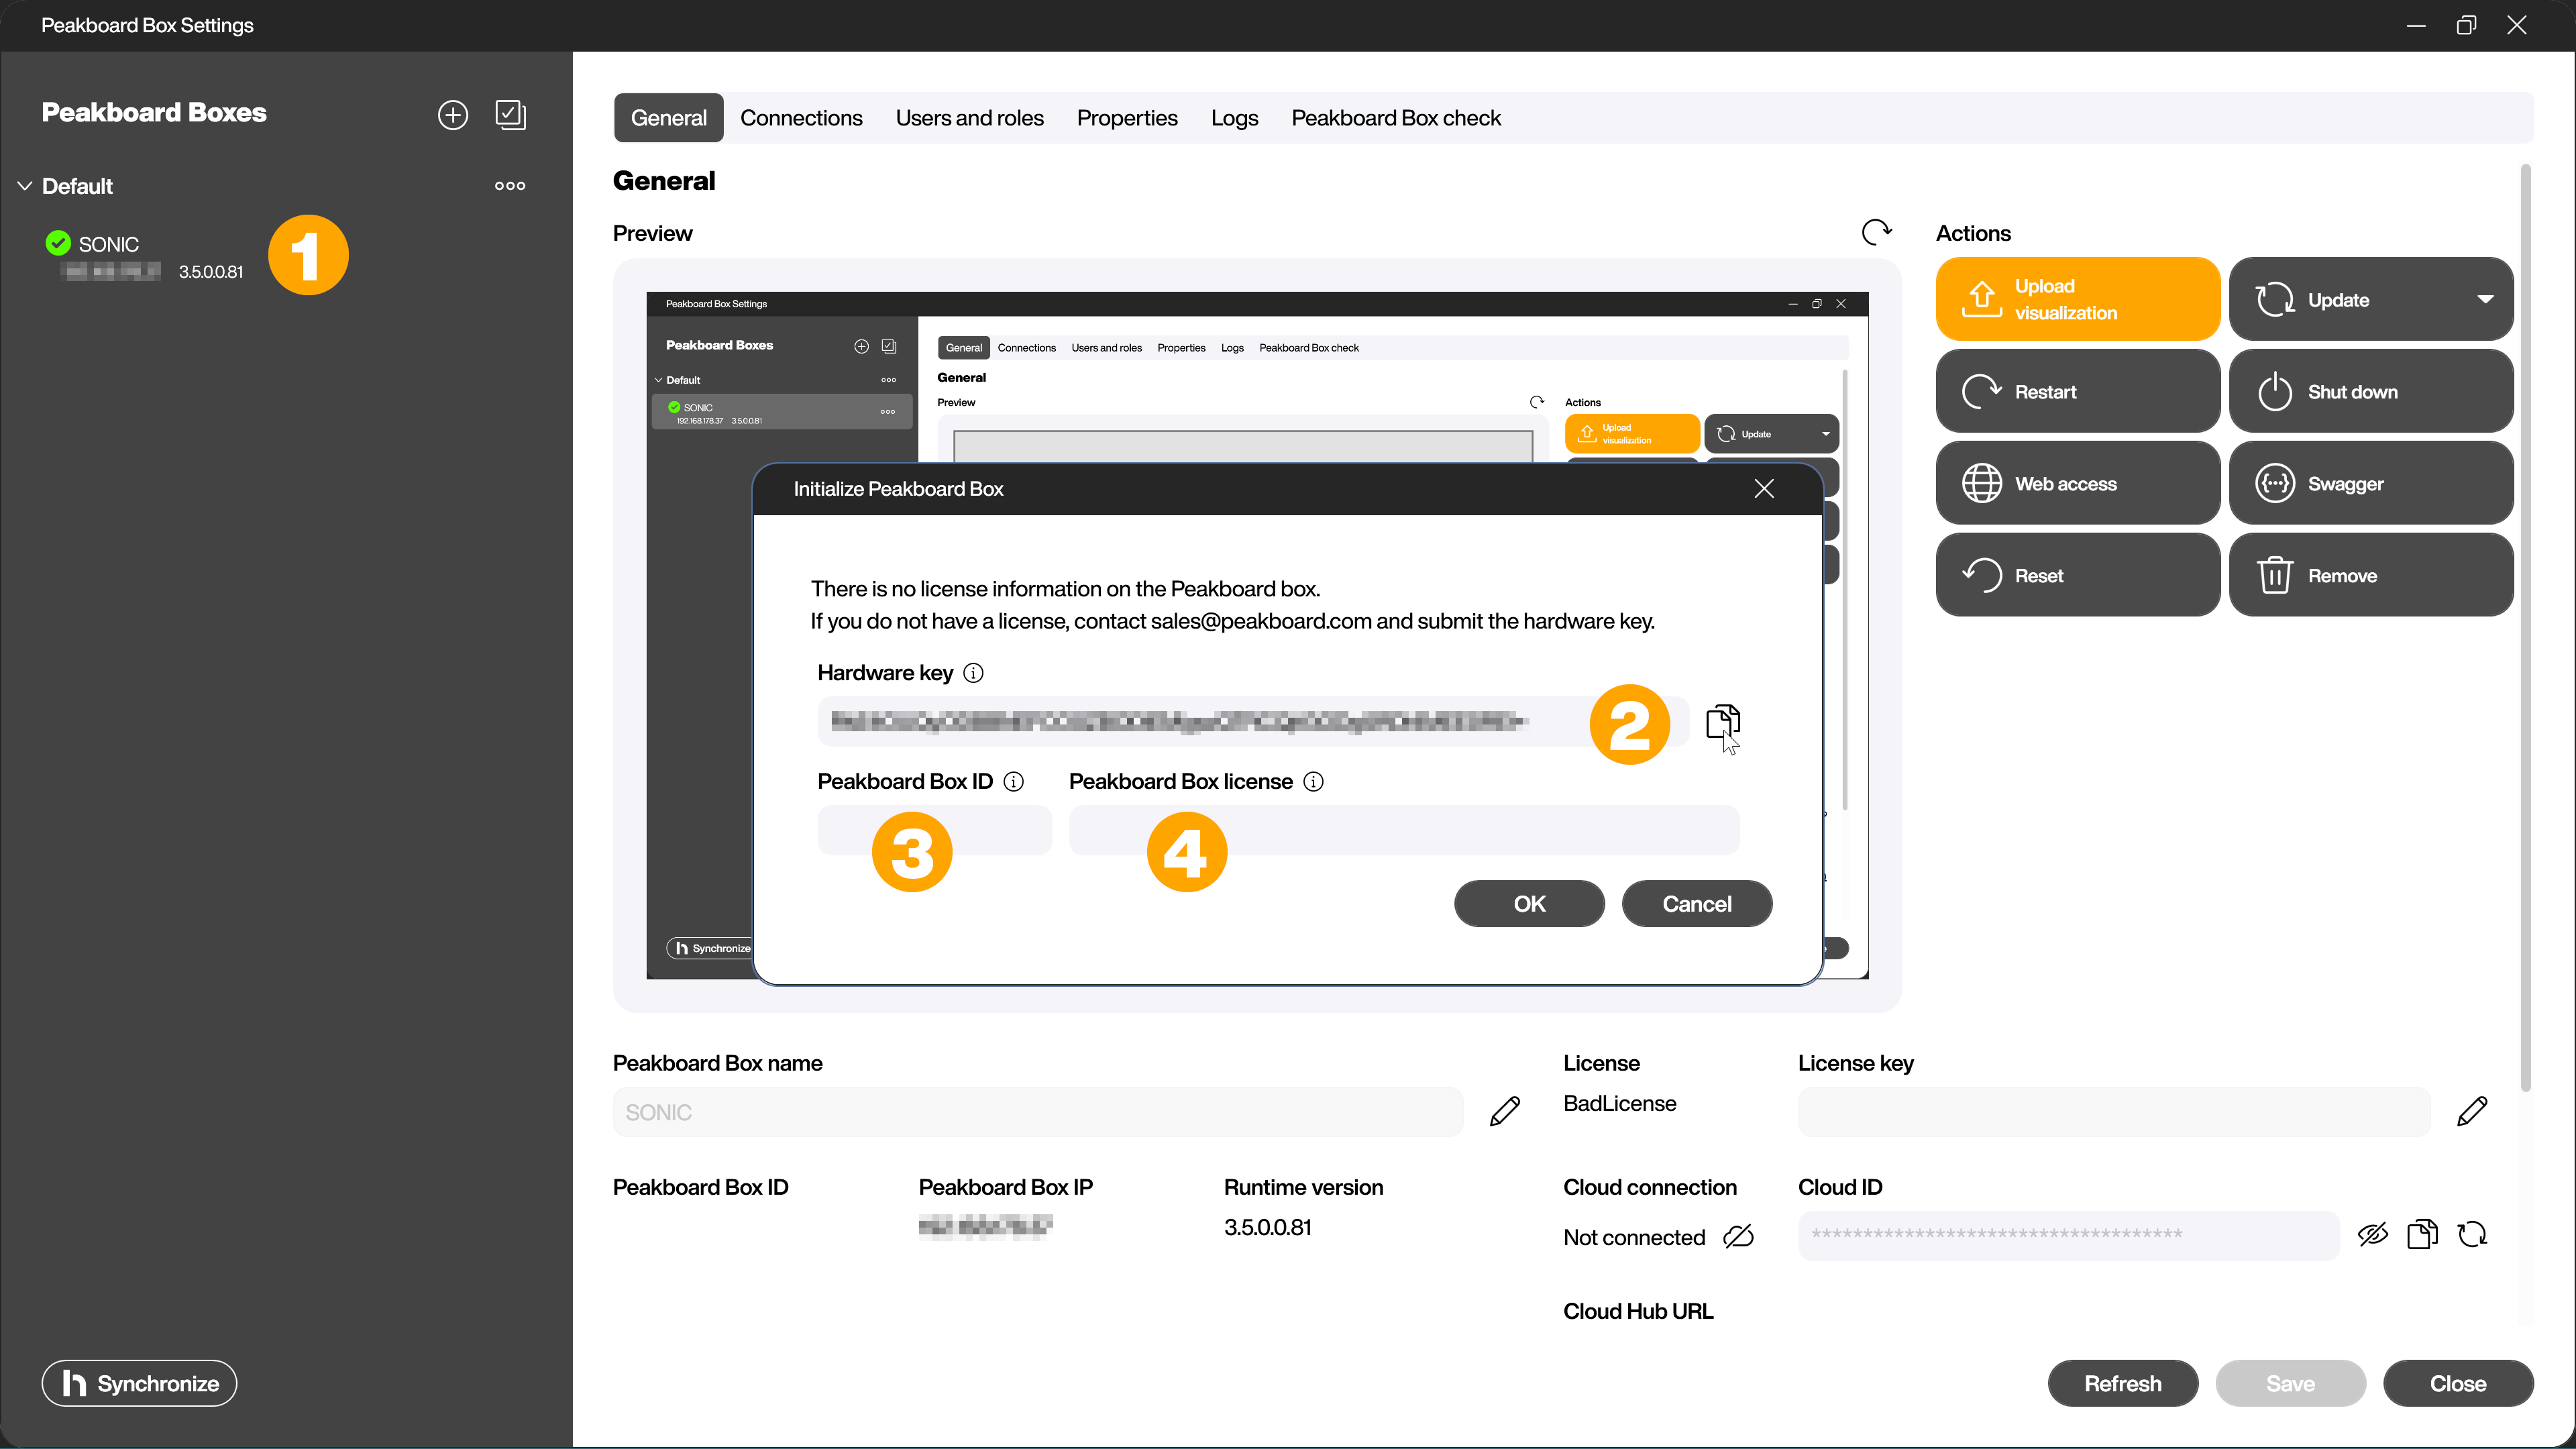 Peakboard Box Settings
Peakboard Boxes
Default
SONIC
3.5.0.0.81
1
Synchronize
General Connections Users and roles Properties Logs Peakboard Box check
General
Preview
Peakboard Box Settings
Peakboard Boxes
Default
SONIC
192.168.178.37 3.5.0.0.81
General Connections Users and roles Properties Logs Peakboard Box check
General
Preview
Actions
Upload
visualization
Update
Synchronize
Initialize Peakboard Box
There is no license information on the Peakboard box.
If you do not have a license, contact sales@peakboard.com and submit the hardware key.
Hardware key
2
Peakboard Box ID Peakboard Box license
3 4
OK Cancel
Actions
Upload
visualization
Update
Restart Shut down
Web access Swagger
Reset Remove
Peakboard Box name
SONIC
License License key
BadLicense
Peakboard Box ID Peakboard Box IP Runtime version
3.5.0.0.81
Cloud connection Cloud ID
Not connected ************************************
Cloud Hub URL
Refresh Save Close